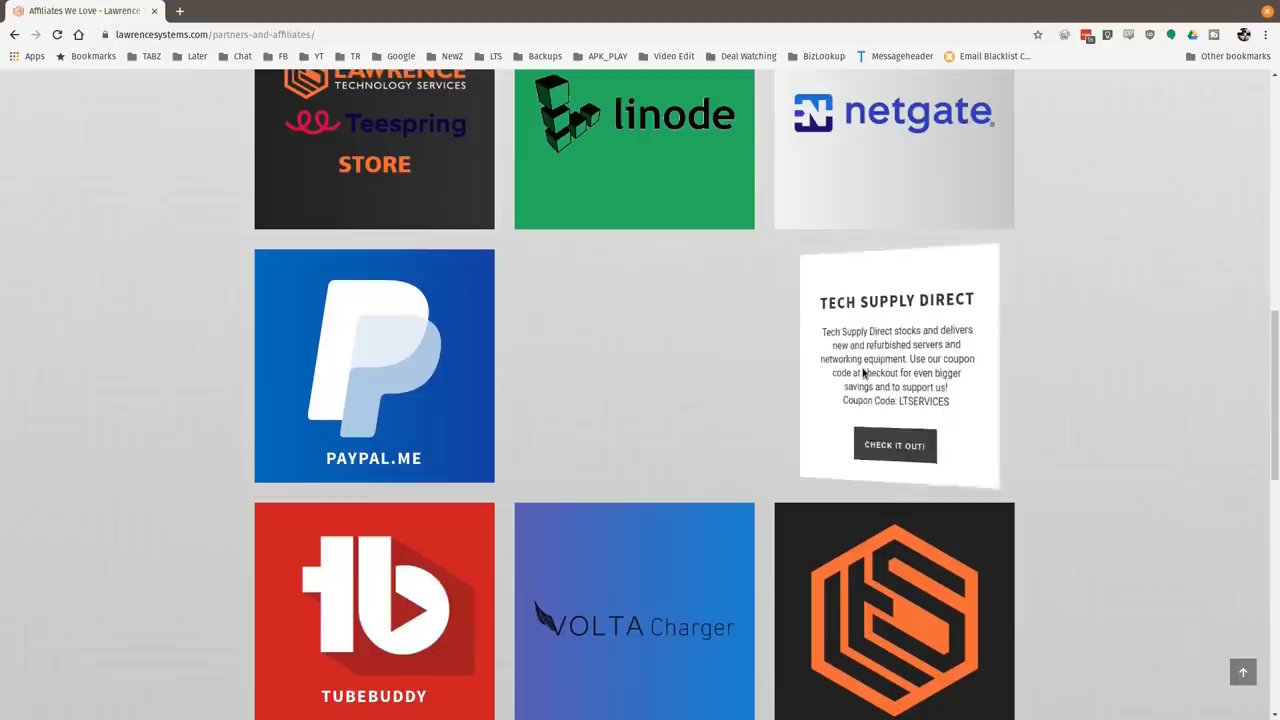 Affiliates We Love - Lawrence
lawrencesystems.com/partners-and-affiliates/
Apps Bookmarks TABZ Later Chat FB YT TR Google NewZ LTS Backups APK_PLAY Video Edit Deal Watching BizLookup Messageheader Email Blacklist C... Other bookmarks
LAWRENCE
TECHNOLOGY SERVICES
Teespring
STORE
linode
netgate
PAYPAL.ME
TECH SUPPLY DIRECT
Tech Supply Direct stocks and delivers
new and refurbished servers and
networking equipment. Use our coupon
code at checkout for even bigger
savings and to support us!
Coupon Code: LTSERVICES
CHECK IT OUT!
tb
TUBEBUDDY
VOLTA Charger